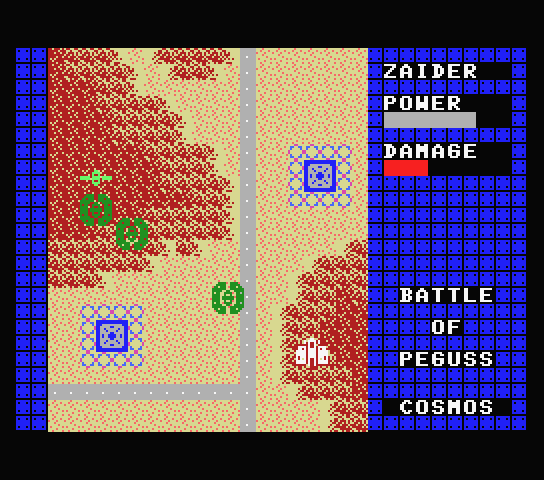 ZAIDER
POWER
DAMAGE
BATTLE
OF
PEGUSS
COSMOS